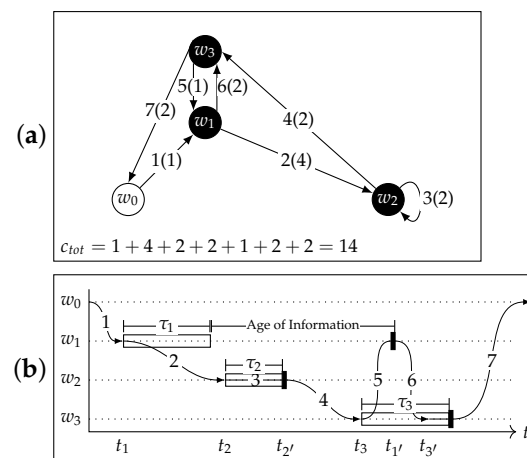 (a)
w₃
5(1) 6(2)
7(2)
w₁
4(2)
1(1)
2(4)
w₀
w₂
3(2)
c_tot = 1 + 4 + 2 + 2 + 1 + 2 + 2 = 14
(b)
w₀
1
τ₁
Age of Information
w₁
2
τ₂
5
6
7
w₂
3
4
τ₃
w₃
t
t₁ t₂ t₂′ t₃ t₁′ t₃′